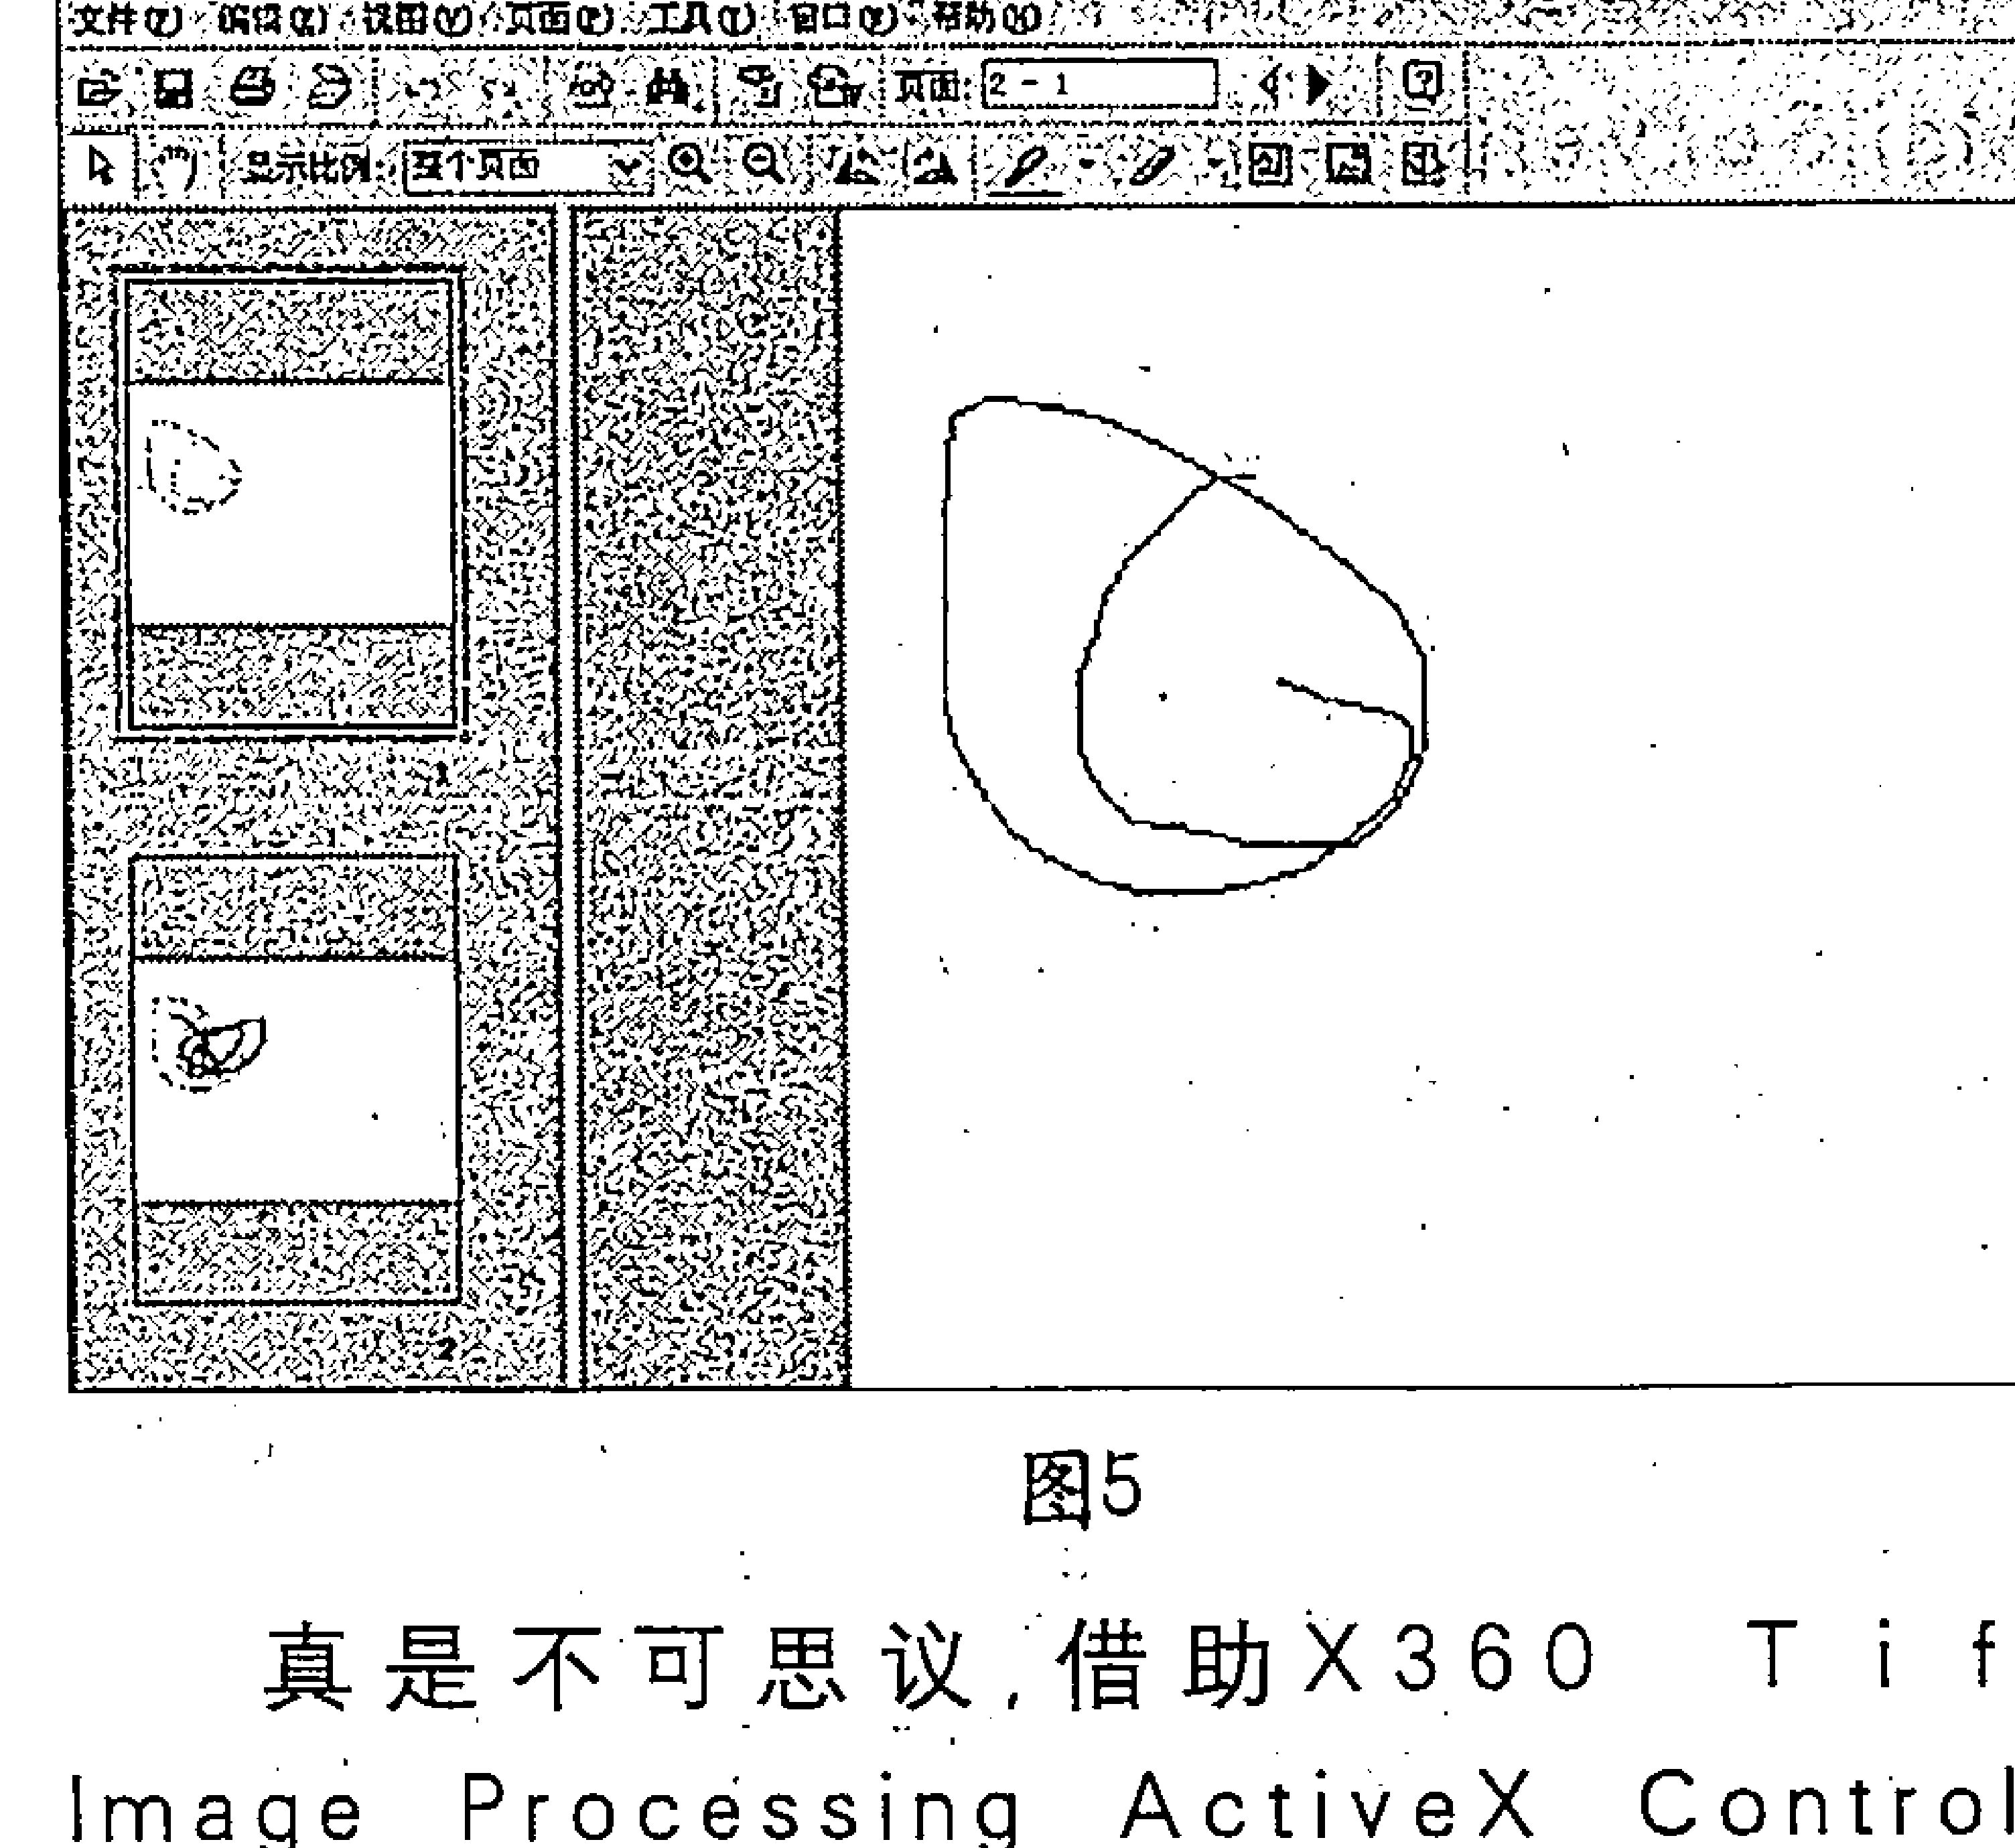 文件(F) 编辑(E) 视图(V) 页面(P) 工具(T) 窗口(W) 帮助(H)
页面: 2 - 1
显示比例: 整个页面
1
2
图5
真是不可思议,借助X360 Tif
Image Processing ActiveX Control